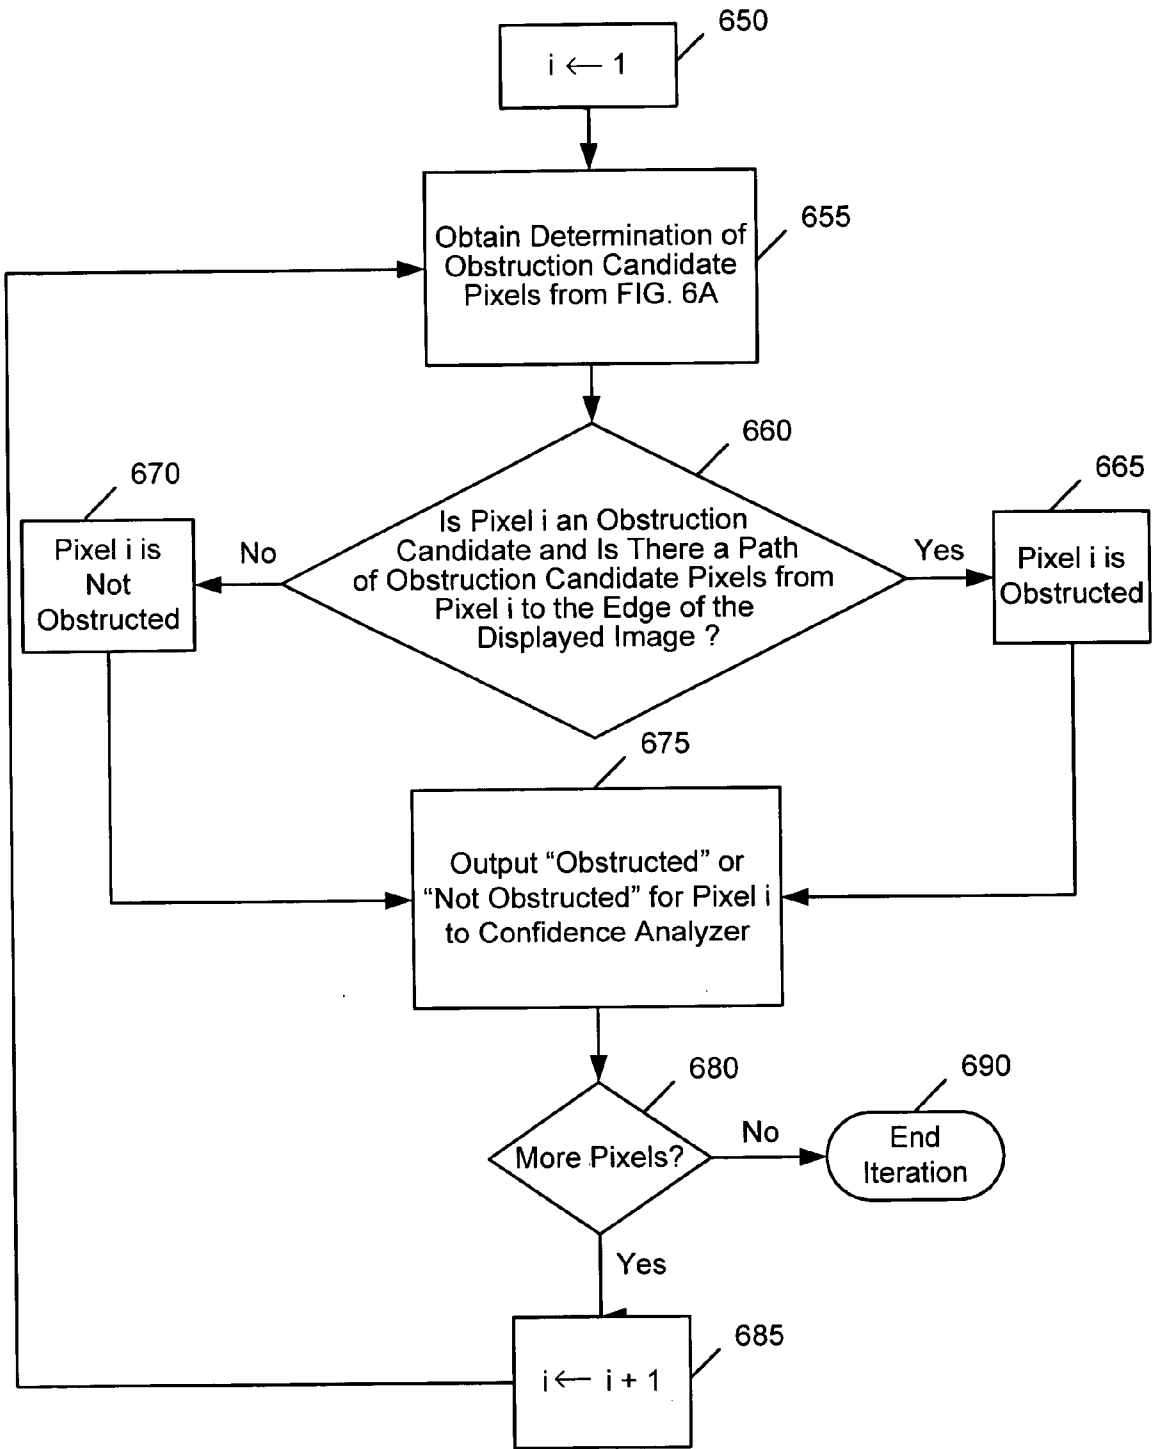 650
i ← 1
655
Obtain Determination of
Obstruction Candidate
Pixels from FIG. 6A
660
670
665
Is Pixel i an Obstruction
Candidate and Is There a Path
of Obstruction Candidate Pixels from
Pixel i to the Edge of the
Displayed Image ?
No
Yes
Pixel i is
Not
Obstructed
Pixel i is
Obstructed
675
Output “Obstructed” or
“Not Obstructed” for Pixel i
to Confidence Analyzer
680
690
More Pixels?
No
End
Iteration
Yes
685
i ← i + 1